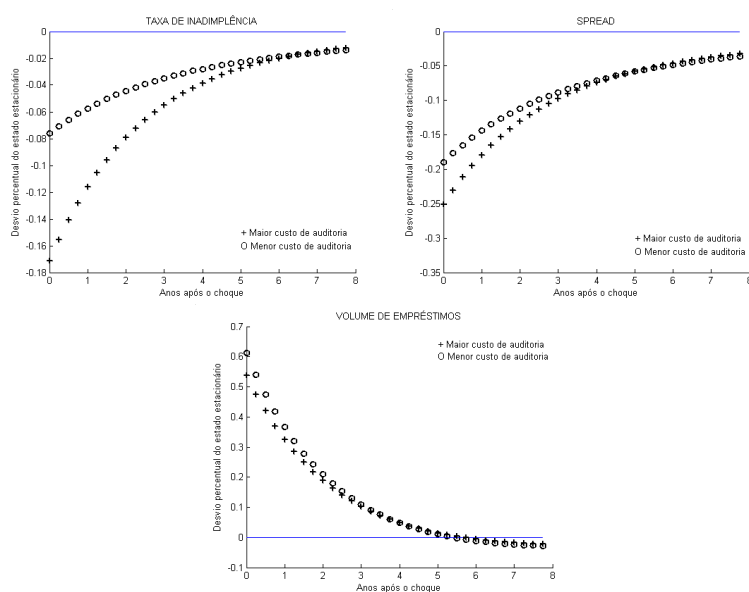 TAXA DE INADIMPLÊNCIA
Desvio percentual do estado estacionário
0
-0.02
-0.04
-0.06
-0.08
-0.1
-0.12
-0.14
-0.16
-0.18
+ Maior custo de auditoria
O Menor custo de auditoria
0 1 2 3 4 5 6 7 8
Anos após o choque
SPREAD
Desvio percentual do estado estacionário
0
-0.05
-0.1
-0.15
-0.2
-0.25
-0.3
-0.35
+ Maior custo de auditoria
O Menor custo de auditoria
0 1 2 3 4 5 6 7 8
Anos após o choque
VOLUME DE EMPRÉSTIMOS
Desvio percentual do estado estacionário
0.7
0.6
0.5
0.4
0.3
0.2
0.1
0
-0.1
+ Maior custo de auditoria
O Menor custo de auditoria
0 1 2 3 4 5 6 7 8
Anos após o choque